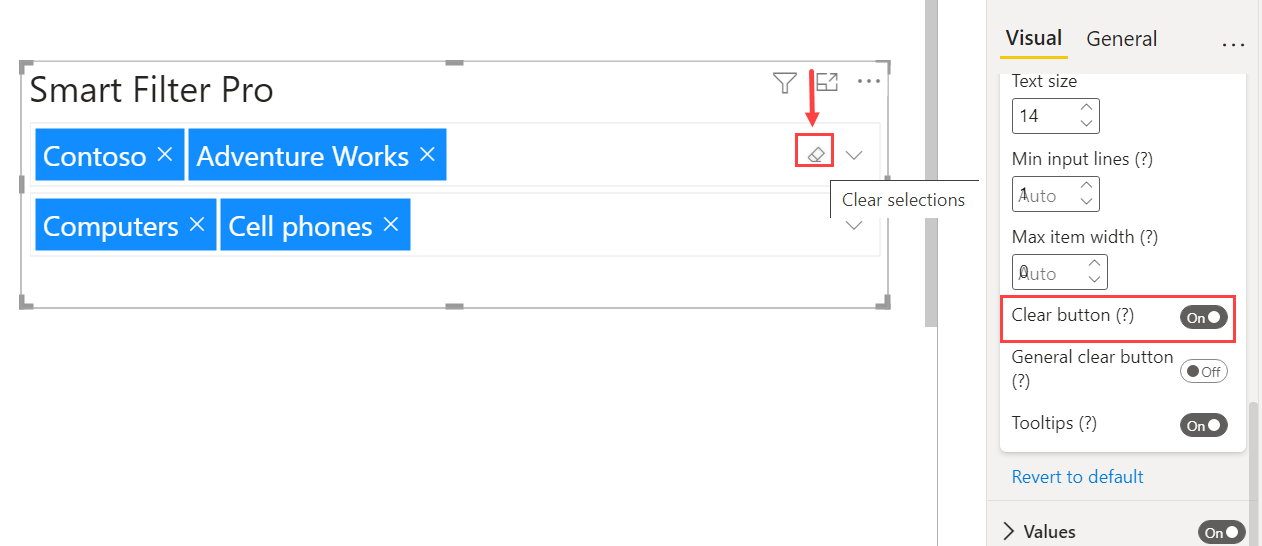 Smart Filter Pro
Contoso
Adventure Works
Clear selections
Computers
Cell phones
Visual
General
Text size
14
Min input lines (?)
1
Auto
Max item width (?)
0
Auto
Clear button (?)
On
General clear button
(?)
Off
Tooltips (?)
On
Revert to default
Values
On